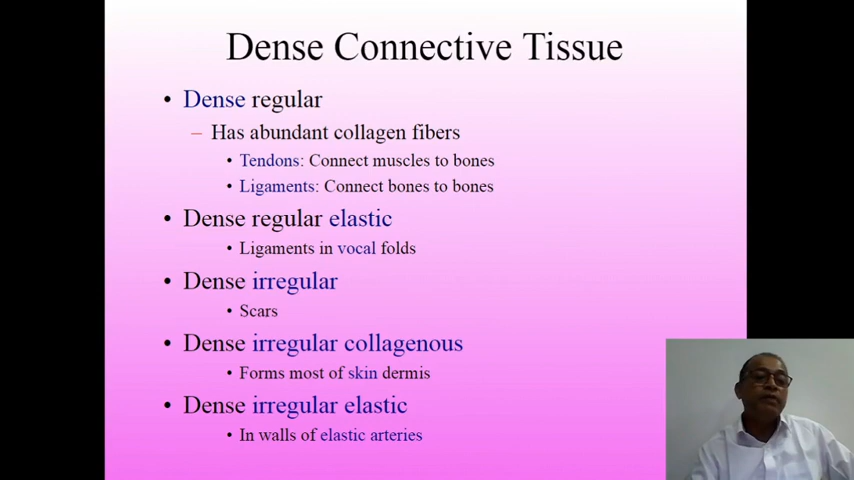 Dense Connective Tissue
• Dense regular
– Has abundant collagen fibers
• Tendons: Connect muscles to bones
• Ligaments: Connect bones to bones
• Dense regular elastic
• Ligaments in vocal folds
• Dense irregular
• Scars
• Dense irregular collagenous
• Forms most of skin dermis
• Dense irregular elastic
• In walls of elastic arteries